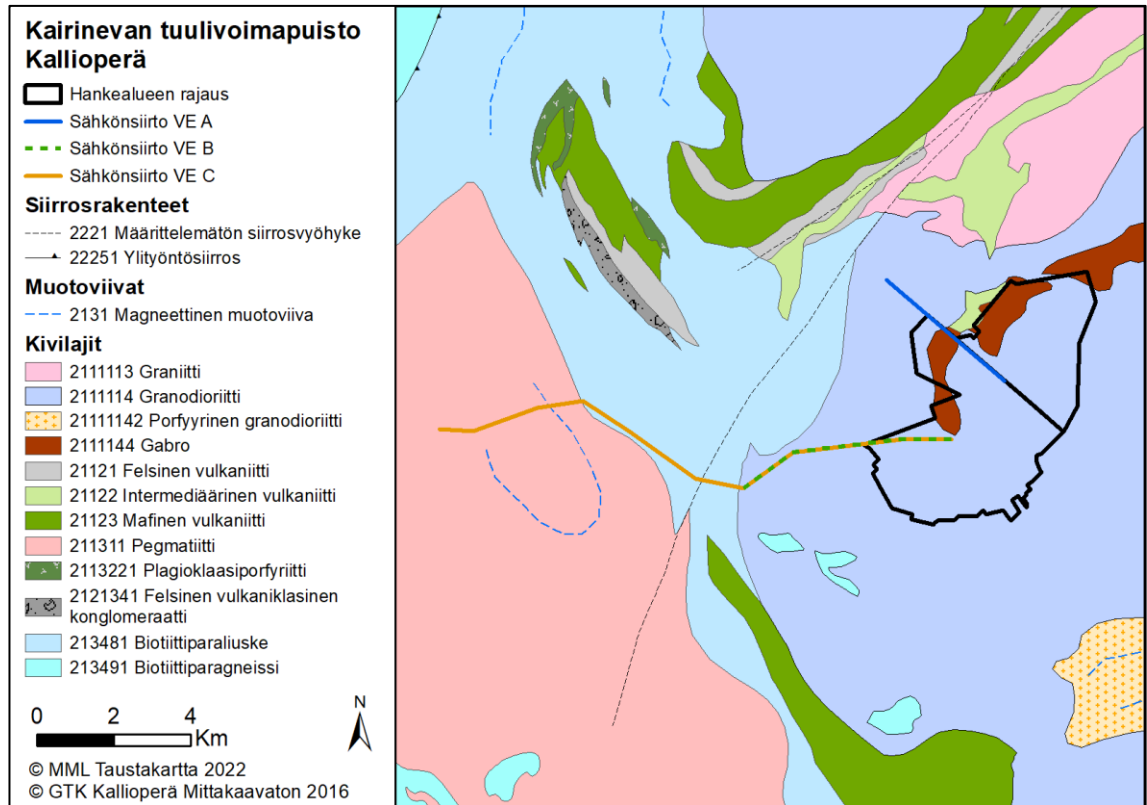 Kairinevan tuulivoimapuisto
Kallioperä
Hankealueen rajaus
Sähkönsiirto VE A
Sähkönsiirto VE B
Sähkönsiirto VE C
Siirrosrakenteet
2221 Määrittelemätön siirrosvyöhyke
22251 Ylityöntösiirros
Muotoviivat
2131 Magneettinen muotoviiva
Kivilajit
2111113 Graniitti
2111114 Granodioriitti
21111142 Porfyyrinen granodioriitti
2111144 Gabro
21121 Felsinen vulkaniitti
21122 Intermediäärinen vulkaniitti
21123 Mafinen vulkaniitti
211311 Pegmatiitti
2113221 Plagioklaasiporfyriitti
2121341 Felsinen vulkaniklasinen
konglomeraatti
213481 Biotiittiparaliuske
213491 Biotiittiparagneissi
0 2 4
Km
N
© MML Taustakartta 2022
© GTK Kallioperä Mittakaavaton 2016